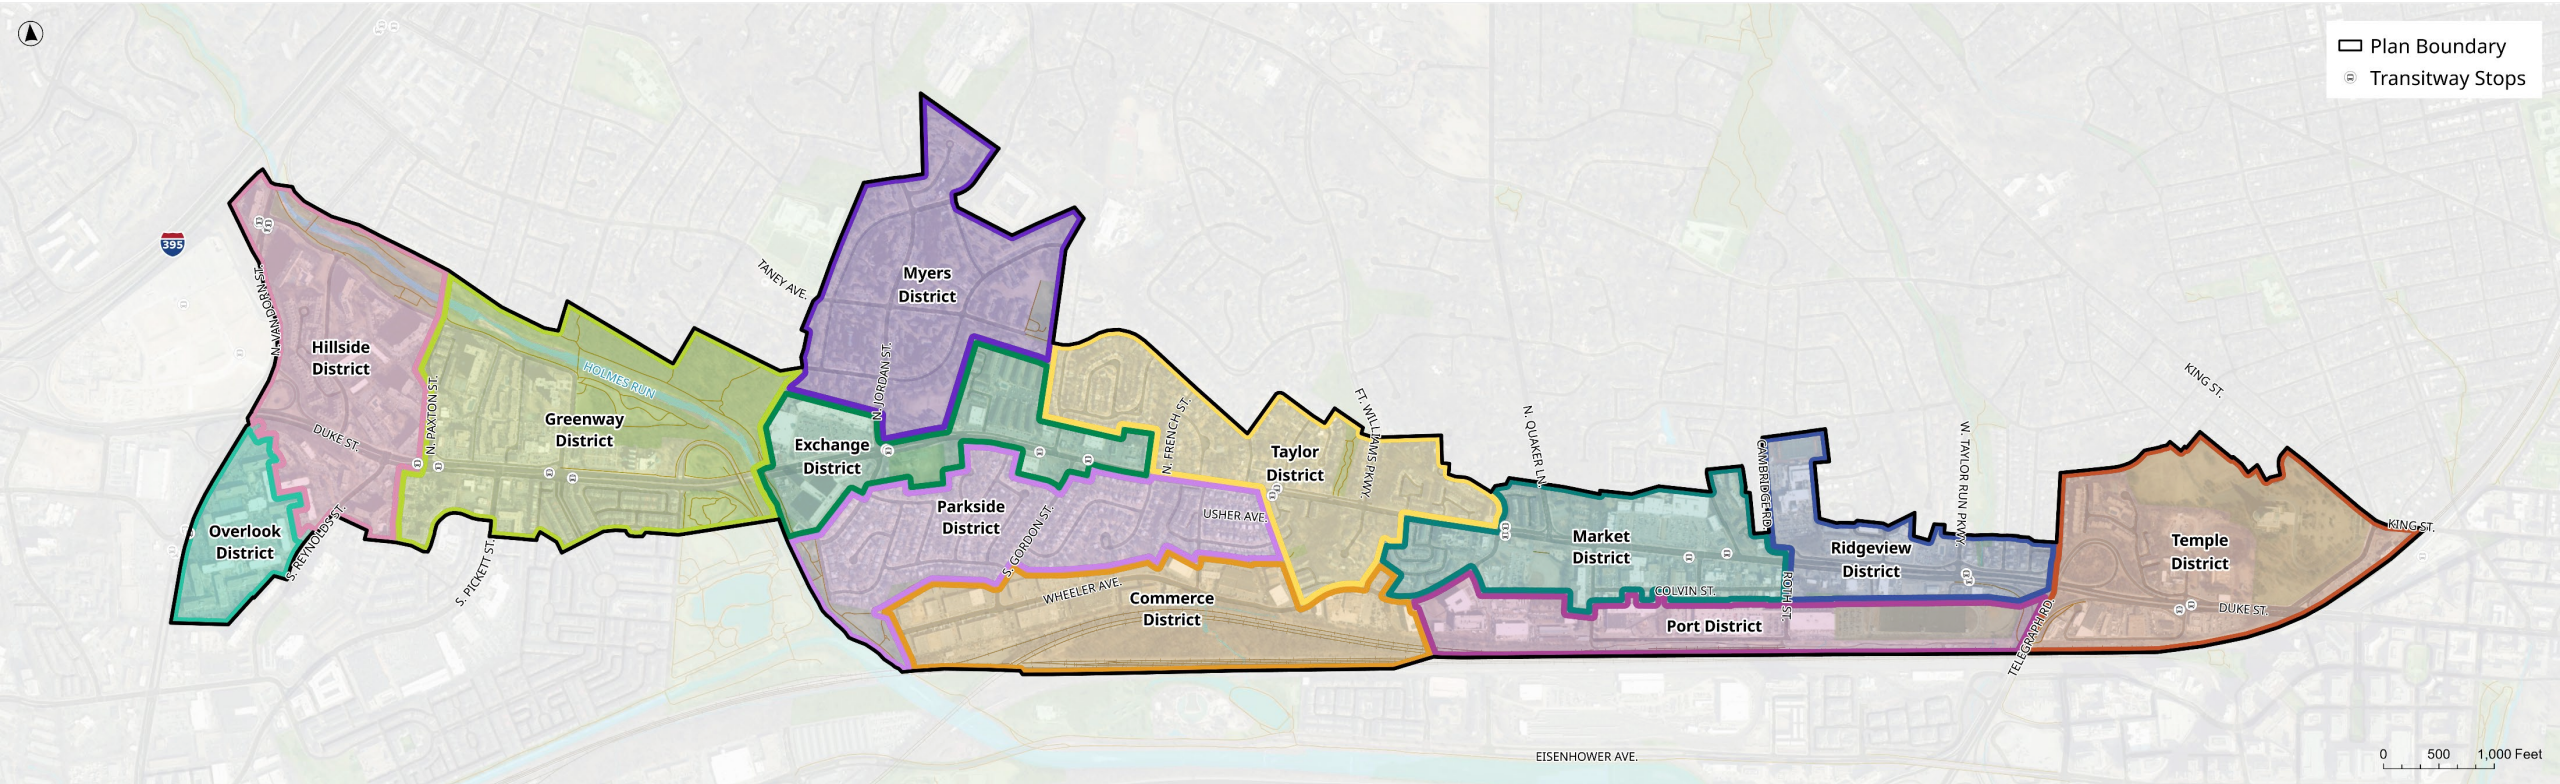 Plan Boundary
Transitway Stops
395
TANEY AVE.
Myers
District
N. VAN DORN ST.
Hillside
District
HOLMES RUN
N. JORDAN ST.
N. PAXTON ST.
Greenway
District
DUKE ST.
Exchange
District
N. FRENCH ST.
FT. WILLIAMS PKWY.
Taylor
District
N. QUAKER LN.
CAMBRIDGE RD.
W. TAYLOR RUN PKWY.
KING ST.
KING ST.
Overlook
District
S. REYNOLDS ST.
S. PICKETT ST.
Parkside
District
USHER AVE.
S. GORDON ST.
WHEELER AVE.
Commerce
District
Market
District
COLVIN ST.
ROTH ST.
Ridgeview
District
Port District
TELEGRAPH RD.
Temple
District
DUKE ST.
EISENHOWER AVE.
0 500 1,000 Feet